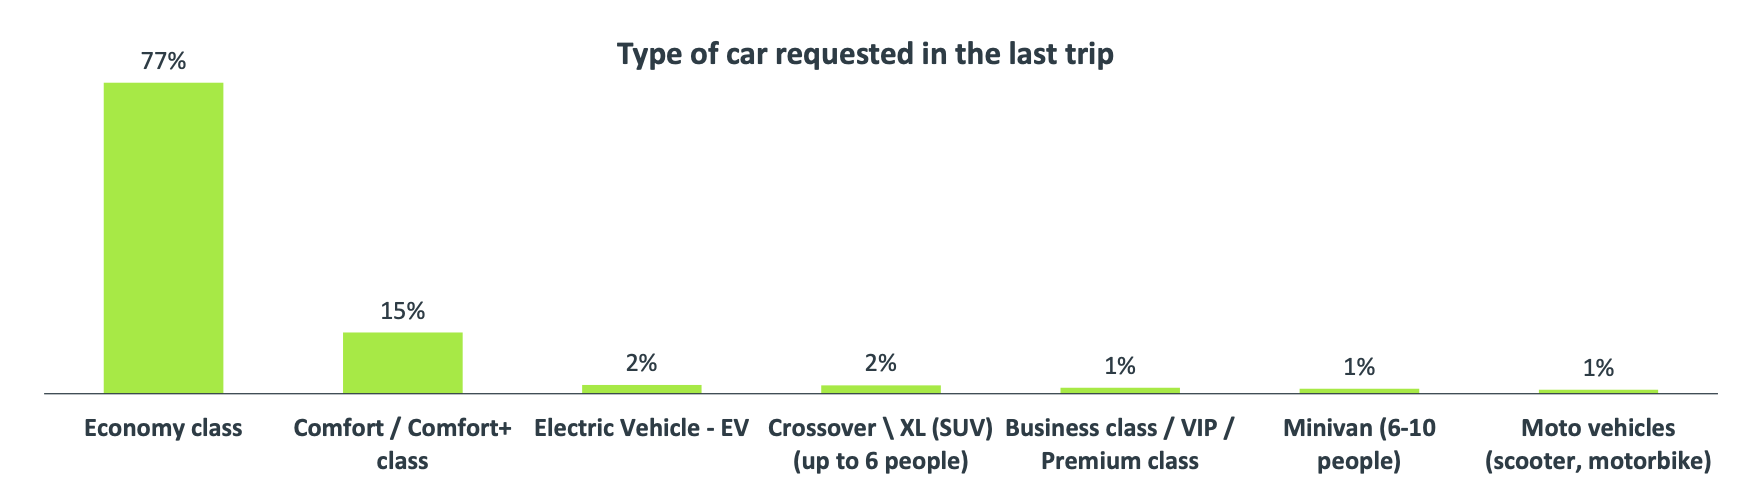 Type of car requested in the last trip
77%
15%
2%
2%
1%
1%
1%
Economy class
Comfort / Comfort+
class
Electric Vehicle - EV
Crossover \ XL (SUV)
(up to 6 people)
Business class / VIP /
Premium class
Minivan (6-10
people)
Moto vehicles
(scooter, motorbike)